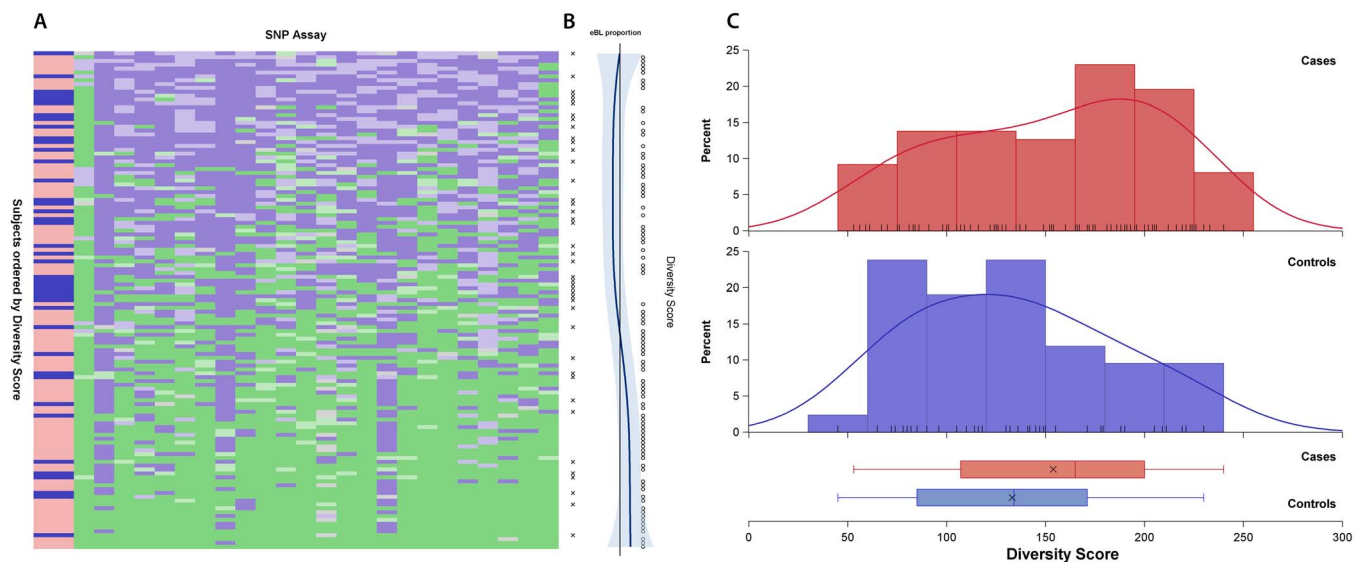 A
SNP Assay
Subjects ordered by Diversity Score
B
eBL proportion
Diversity Score
C
25
20
15
10
5
0
Percent
Cases
25
20
15
10
5
0
Percent
Controls
Cases
Controls
0 50 100 150 200 250 300
Diversity Score